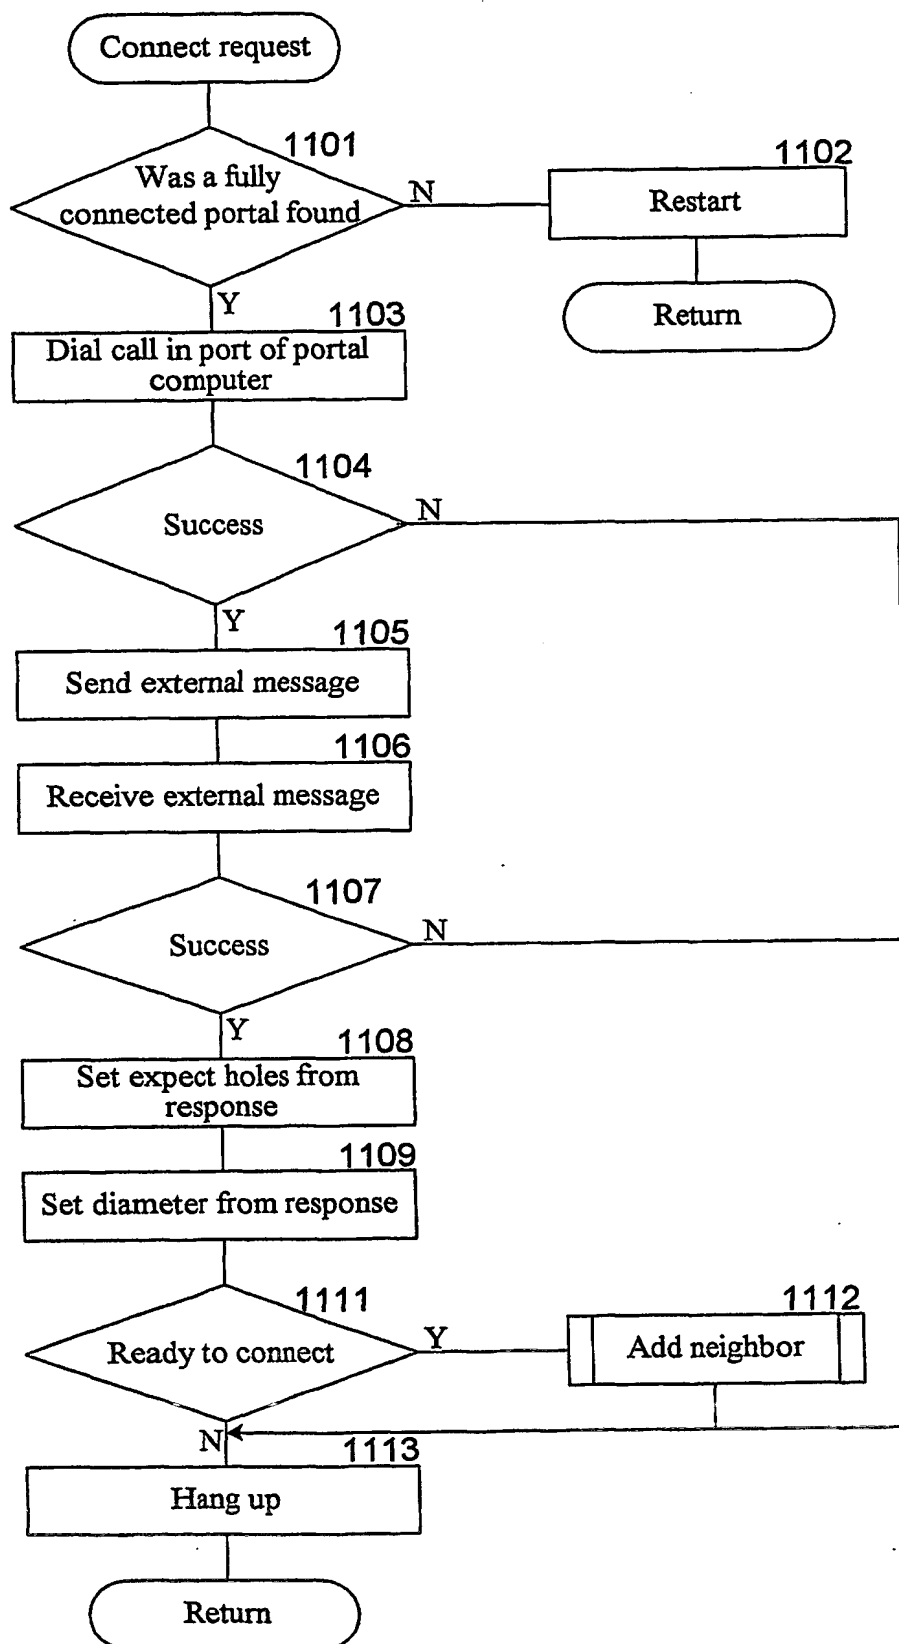 Connect request
1101
Was a fully
connected portal found
N
1102
Restart
Return
Y
1103
Dial call in port of portal
computer
1104
Success
N
Y
1105
Send external message
1106
Receive external message
1107
Success
N
Y
1108
Set expect holes from
response
1109
Set diameter from response
1111
Ready to connect
Y
1112
Add neighbor
N
1113
Hang up
Return